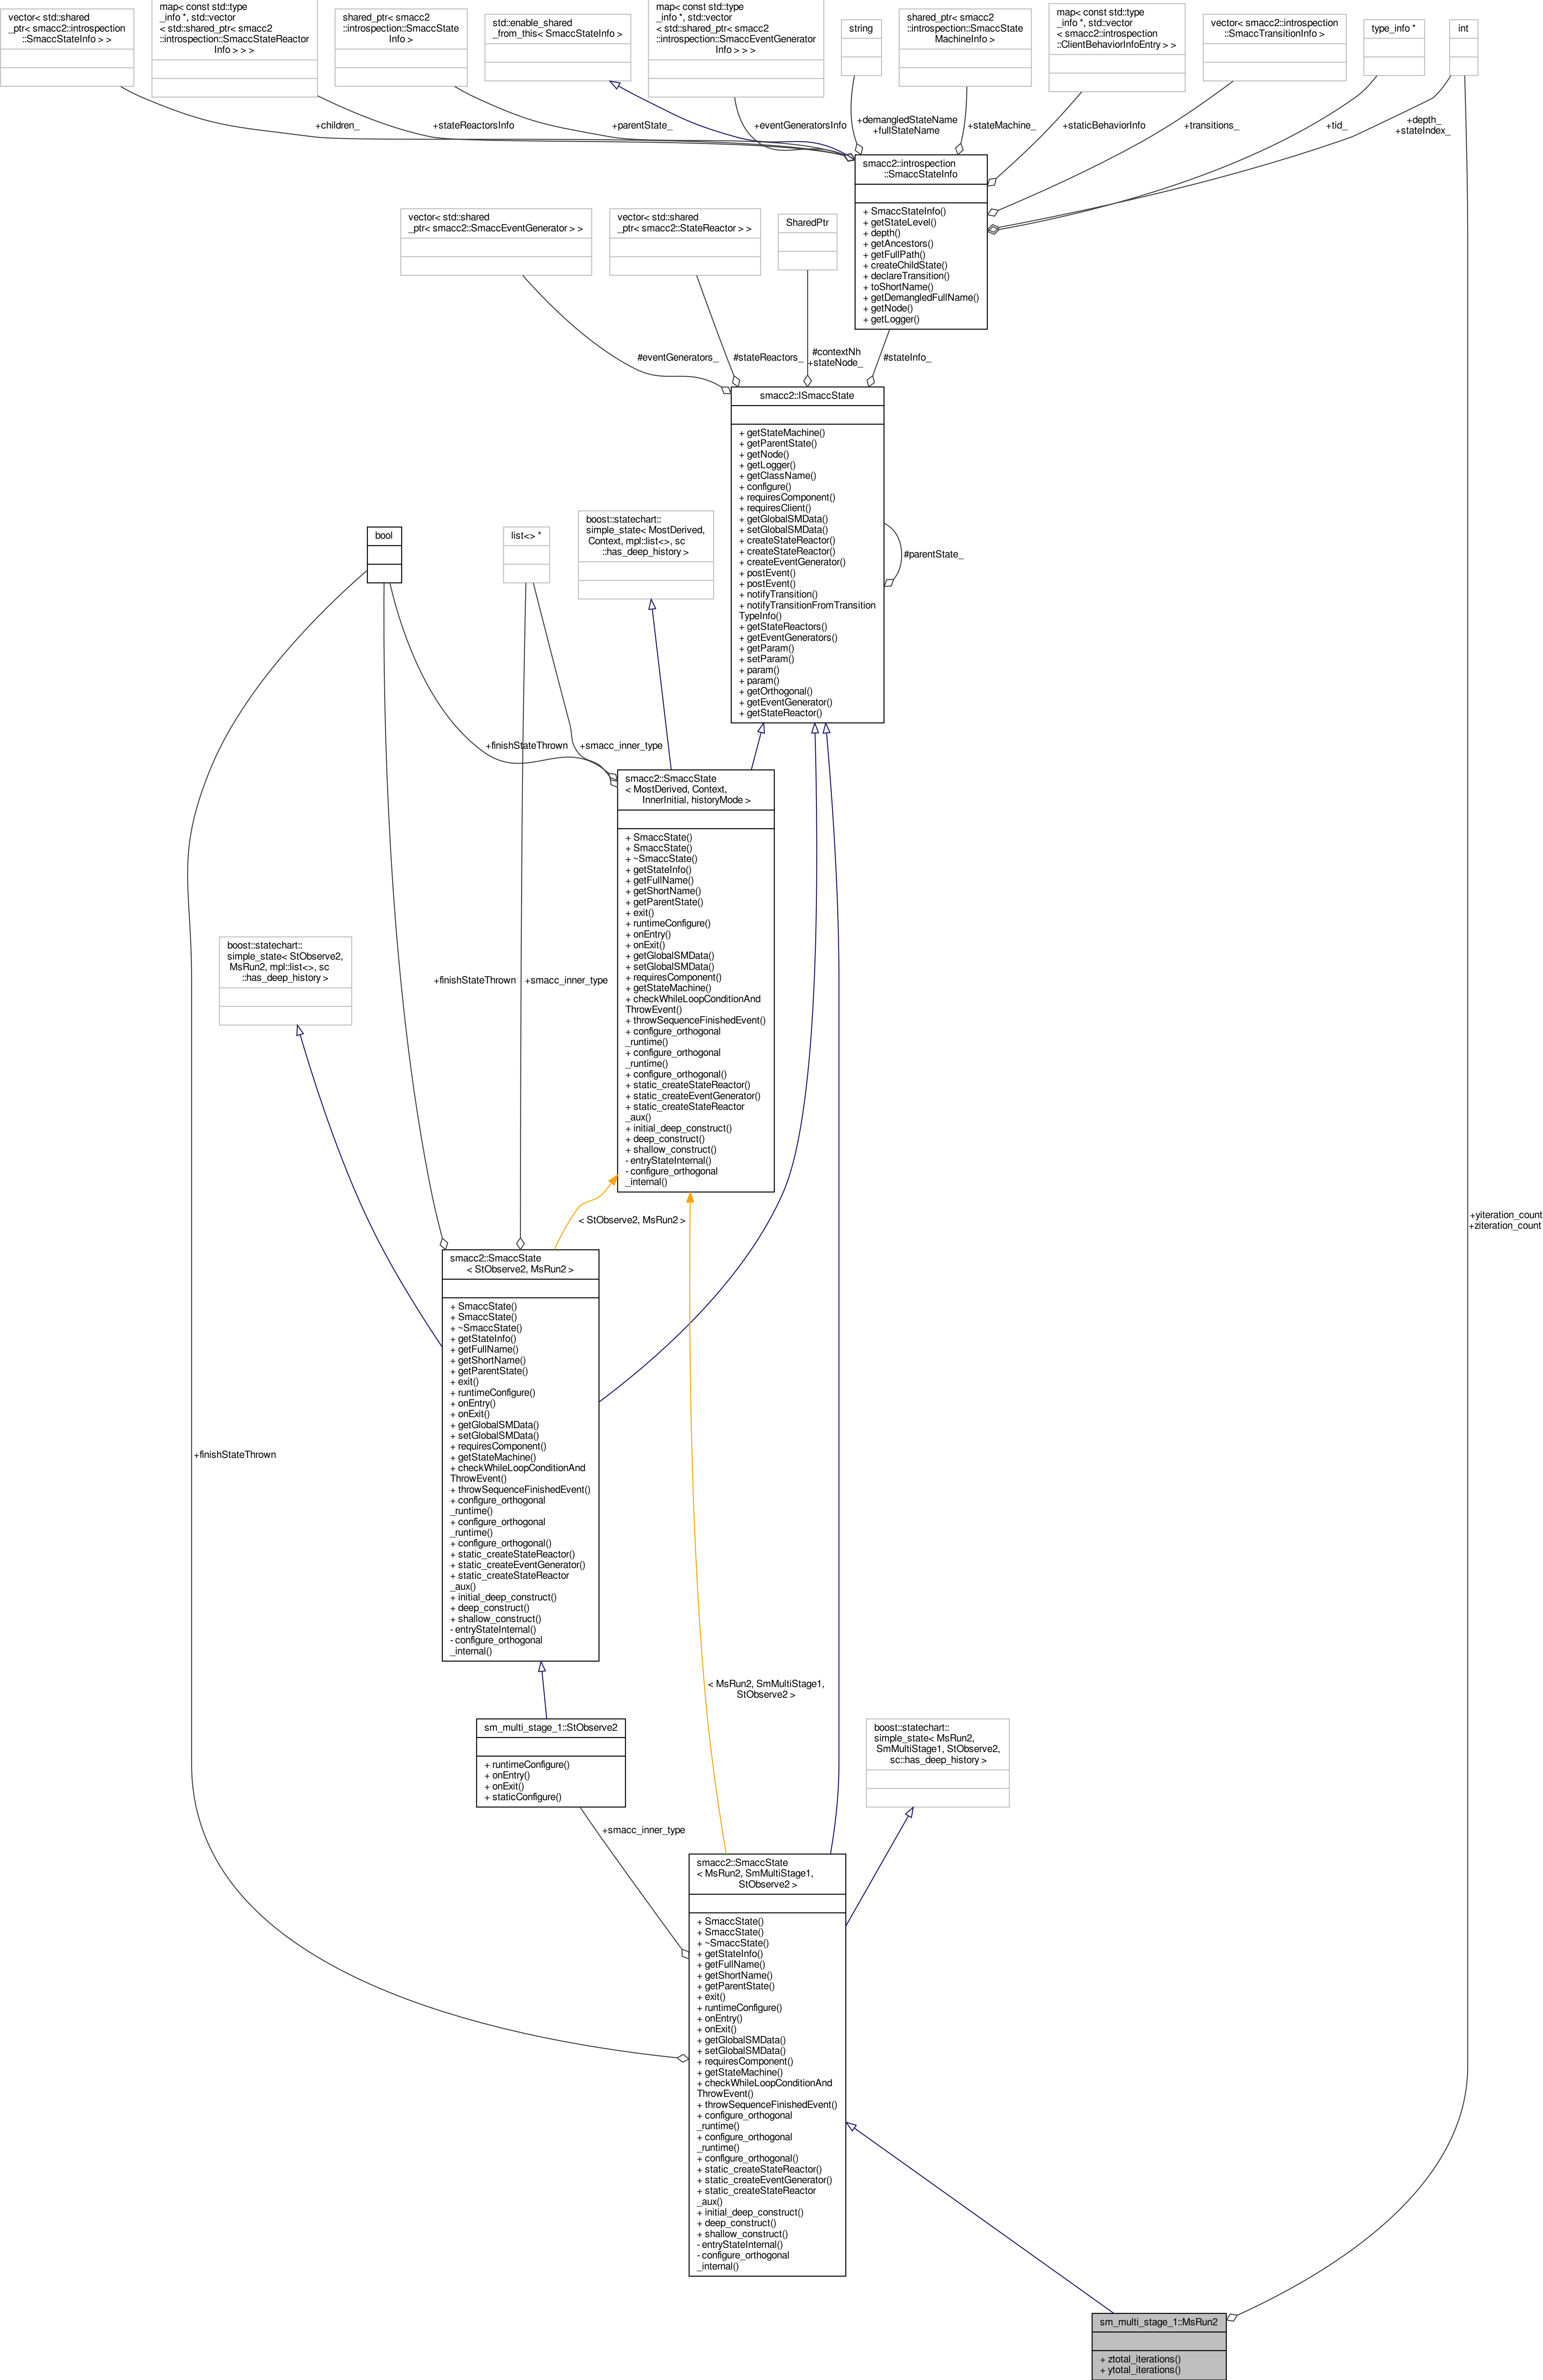 vector< std::shared
_ptr< smacc2::introspection
::SmaccStateInfo > >
map< const std::type
_info *, std::vector
< std::shared_ptr< smacc2
::introspection::SmaccStateReactor
Info > > >
shared_ptr< smacc2
::introspection::SmaccState
Info >
std::enable_shared
_from_this< SmaccStateInfo >
map< const std::type
_info *, std::vector
< std::shared_ptr< smacc2
::introspection::SmaccEventGenerator
Info > > >
string
shared_ptr< smacc2
::introspection::SmaccState
MachineInfo >
map< const std::type
_info *, std::vector
< smacc2::introspection
::ClientBehaviorInfoEntry > >
vector< smacc2::introspection
::SmaccTransitionInfo >
type_info *
int
+children_
+stateReactorsInfo
+parentState_
+eventGeneratorsInfo
+demangledStateName
+fullStateName
+stateMachine_
+staticBehaviorInfo
+transitions_
+tid_
+depth_
+stateIndex_
smacc2::introspection
::SmaccStateInfo
+ SmaccStateInfo()
+ getStateLevel()
+ depth()
+ getAncestors()
+ getFullPath()
+ createChildState()
+ declareTransition()
+ toShortName()
+ getDemangledFullName()
+ getNode()
+ getLogger()
vector< std::shared
_ptr< smacc2::SmaccEventGenerator > >
vector< std::shared
_ptr< smacc2::StateReactor > >
SharedPtr
#eventGenerators_
#stateReactors_
#contextNh
+stateNode_
#stateInfo_
smacc2::ISmaccState
+ getStateMachine()
+ getParentState()
+ getNode()
+ getLogger()
+ getClassName()
+ configure()
+ requiresComponent()
+ requiresClient()
+ getGlobalSMData()
+ setGlobalSMData()
+ createStateReactor()
+ createStateReactor()
+ createEventGenerator()
+ postEvent()
+ postEvent()
+ notifyTransition()
+ notifyTransitionFromTransition
TypeInfo()
+ getStateReactors()
+ getEventGenerators()
+ getParam()
+ setParam()
+ param()
+ param()
+ getOrthogonal()
+ getEventGenerator()
+ getStateReactor()
#parentState_
bool
list<> *
boost::statechart::
simple_state< MostDerived,
Context, mpl::list<>, sc
::has_deep_history >
+finishStateThrown
+smacc_inner_type
smacc2::SmaccState
< MostDerived, Context,
InnerInitial, historyMode >
+ SmaccState()
+ SmaccState()
+ ~SmaccState()
+ getStateInfo()
+ getFullName()
+ getShortName()
+ getParentState()
+ exit()
+ runtimeConfigure()
+ onEntry()
+ onExit()
+ getGlobalSMData()
+ setGlobalSMData()
+ requiresComponent()
+ getStateMachine()
+ checkWhileLoopConditionAnd
ThrowEvent()
+ throwSequenceFinishedEvent()
+ configure_orthogonal
_runtime()
+ configure_orthogonal
_runtime()
+ configure_orthogonal()
+ static_createStateReactor()
+ static_createEventGenerator()
+ static_createStateReactor
_aux()
+ initial_deep_construct()
+ deep_construct()
+ shallow_construct()
- entryStateInternal()
- configure_orthogonal
_internal()
boost::statechart::
simple_state< StObserve2,
MsRun2, mpl::list<>, sc
::has_deep_history >
+finishStateThrown
+smacc_inner_type
< StObserve2, MsRun2 >
+yiteration_count
+ziteration_count
smacc2::SmaccState
< StObserve2, MsRun2 >
+ SmaccState()
+ SmaccState()
+ ~SmaccState()
+ getStateInfo()
+ getFullName()
+ getShortName()
+ getParentState()
+ exit()
+ runtimeConfigure()
+ onEntry()
+ onExit()
+ getGlobalSMData()
+ setGlobalSMData()
+ requiresComponent()
+ getStateMachine()
+ checkWhileLoopConditionAnd
ThrowEvent()
+ throwSequenceFinishedEvent()
+ configure_orthogonal
_runtime()
+ configure_orthogonal
_runtime()
+ configure_orthogonal()
+ static_createStateReactor()
+ static_createEventGenerator()
+ static_createStateReactor
_aux()
+ initial_deep_construct()
+ deep_construct()
+ shallow_construct()
- entryStateInternal()
- configure_orthogonal
_internal()
+finishStateThrown
< MsRun2, SmMultiStage1,
StObserve2 >
sm_multi_stage_1::StObserve2
+ runtimeConfigure()
+ onEntry()
+ onExit()
+ staticConfigure()
boost::statechart::
simple_state< MsRun2,
SmMultiStage1, StObserve2,
sc::has_deep_history >
+smacc_inner_type
smacc2::SmaccState
< MsRun2, SmMultiStage1,
StObserve2 >
+ SmaccState()
+ SmaccState()
+ ~SmaccState()
+ getStateInfo()
+ getFullName()
+ getShortName()
+ getParentState()
+ exit()
+ runtimeConfigure()
+ onEntry()
+ onExit()
+ getGlobalSMData()
+ setGlobalSMData()
+ requiresComponent()
+ getStateMachine()
+ checkWhileLoopConditionAnd
ThrowEvent()
+ throwSequenceFinishedEvent()
+ configure_orthogonal
_runtime()
+ configure_orthogonal
_runtime()
+ configure_orthogonal()
+ static_createStateReactor()
+ static_createEventGenerator()
+ static_createStateReactor
_aux()
+ initial_deep_construct()
+ deep_construct()
+ shallow_construct()
- entryStateInternal()
- configure_orthogonal
_internal()
sm_multi_stage_1::MsRun2
+ ztotal_iterations()
+ ytotal_iterations()